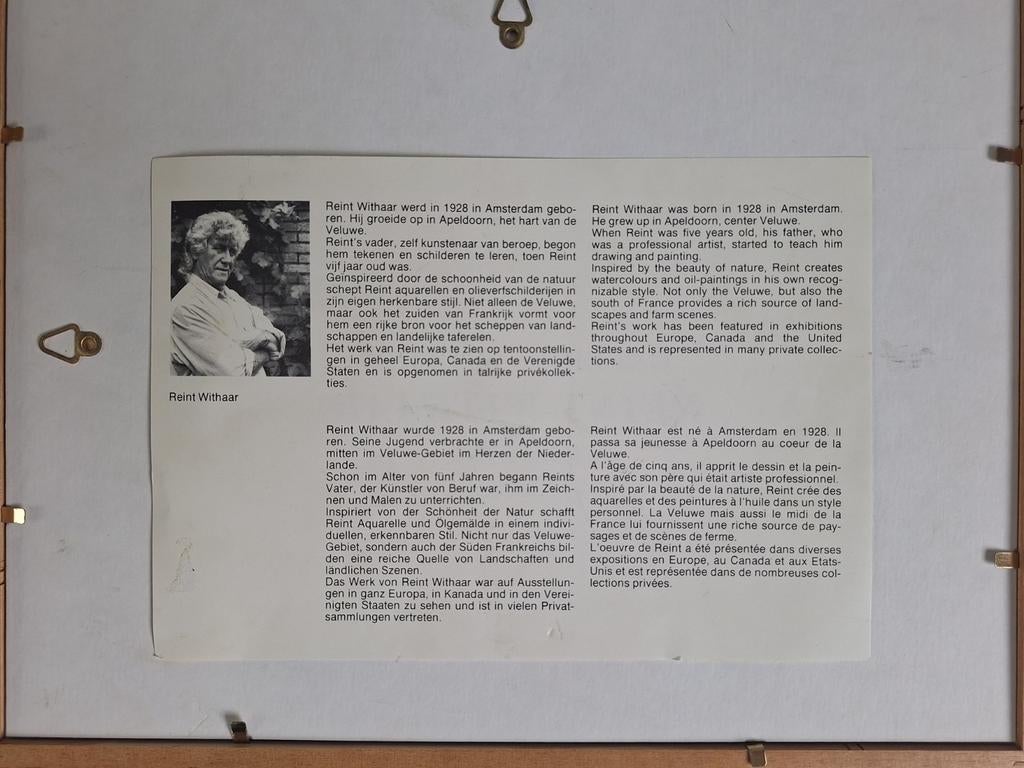 Reint Withaar
Reint Withaar werd in 1928 in Amsterdam gebo-
ren. Hij groeide op in Apeldoorn, het hart van de
Veluwe.
Reint's vader, zelf kunstenaar van beroep, begon
hem tekenen en schilderen te leren, toen Reint
vijf jaar oud was.
Geïnspireerd door de schoonheid van de natuur
schept Reint aquarellen en olieverfschilderijen in
zijn eigen herkenbare stijl. Niet alleen de Veluwe,
maar ook het zuiden van Frankrijk vormt voor
hem een rijke bron voor het scheppen van land-
schappen en landelijke taferelen.
Het werk van Reint was te zien op tentoonstellin-
gen in geheel Europa, Canada en de Verenigde
Staten en is opgenomen in talrijke privékollek-
ties.
Reint Withaar was born in 1928 in Amsterdam.
He grew up in Apeldoorn, center Veluwe.
When Reint was five years old, his father, who
was a professional artist, started to teach him
drawing and painting.
Inspired by the beauty of nature, Reint creates
watercolours and oil-paintings in his own recog-
nizable style. Not only the Veluwe, but also the
south of France provides a rich source of land-
scapes and farm scenes.
Reint's work has been featured in exhibitions
throughout Europe, Canada and the United
States and is represented in many private collec-
tions.
Reint Withaar wurde 1928 in Amsterdam gebo-
ren. Seine Jugend verbrachte er in Apeldoorn,
mitten im Veluwe-Gebiet im Herzen der Nieder-
lande.
Schon im Alter von fünf Jahren begann Reints
Vater, der Künstler von Beruf war, ihm im Zeich-
nen und Malen zu unterrichten.
Inspiriert von der Schönheit der Natur schafft
Reint Aquarelle und Ölgemälde in einem indivi-
duellen, erkennbaren Stil. Nicht nur das Veluwe-
Gebiet, sondern auch der Süden Frankreichs bil-
den eine reiche Quelle von Landschaften und
ländlichen Szenen.
Das Werk von Reint Withaar war auf Ausstellun-
gen in ganz Europa, in Kanada und in den Verei-
nigten Staaten zu sehen und ist in vielen Privat-
sammlungen vertreten.
Reint Withaar est né à Amsterdam en 1928. Il
passa sa jeunesse à Apeldoorn au coeur de la
Veluwe.
A l'âge de cinq ans, il apprit le dessin et la pein-
ture avec son père qui était artiste professionnel.
Inspiré par la beauté de la nature, Reint crée des
aquarelles et des peintures à l'huile dans un style
personnel. La Veluwe mais aussi le midi de la
France lui fournissent une riche source de pay-
sages et de scènes de ferme.
L'oeuvre de Reint a été présentée dans diverses
expositions en Europe, au Canada et aux Etats-
Unis et est représentée dans de nombreuses col-
lections privées.